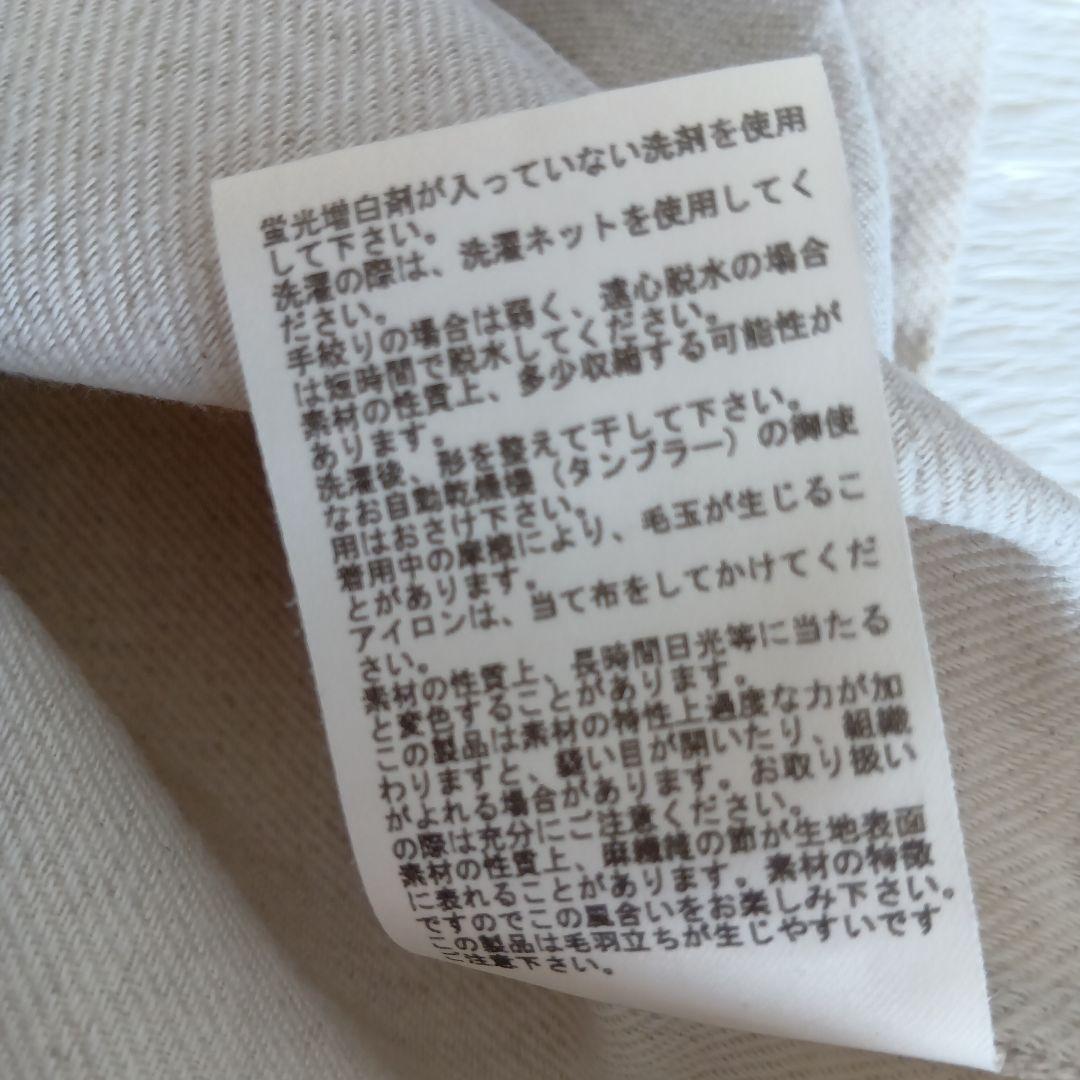 蛍光増白剤が入っていない洗剤を使用
して下さい。
洗濯の際は、洗濯ネットを使用してく
ださい。
手絞りの場合は弱く、遠心脱水の場合
は短時間で脱水してください。
素材の性質上、多少収縮する可能性が
あります。
洗濯後、形を整えて干して下さい。
なお自動乾燥機（タンブラー）の御使
用はおさけ下さい。
着用中の摩擦により、毛玉が生じるこ
とがあります。
アイロンは、当て布をしてかけてくだ
さい。
素材の性質上、長時間日光等に当たる
と変色することがあります。
この製品は素材の特性上過度な力が加
わりますと、縫い目が開いたり、組織
がよれる場合があります。お取り扱い
の際は充分にご注意ください。
素材の性質上、麻繊維の節が生地表面
に表れることがあります。素材の特徴
ですのでこの風合いをお楽しみ下さい。
この製品は毛羽立ちが生じやすいです
ご注意下さい。